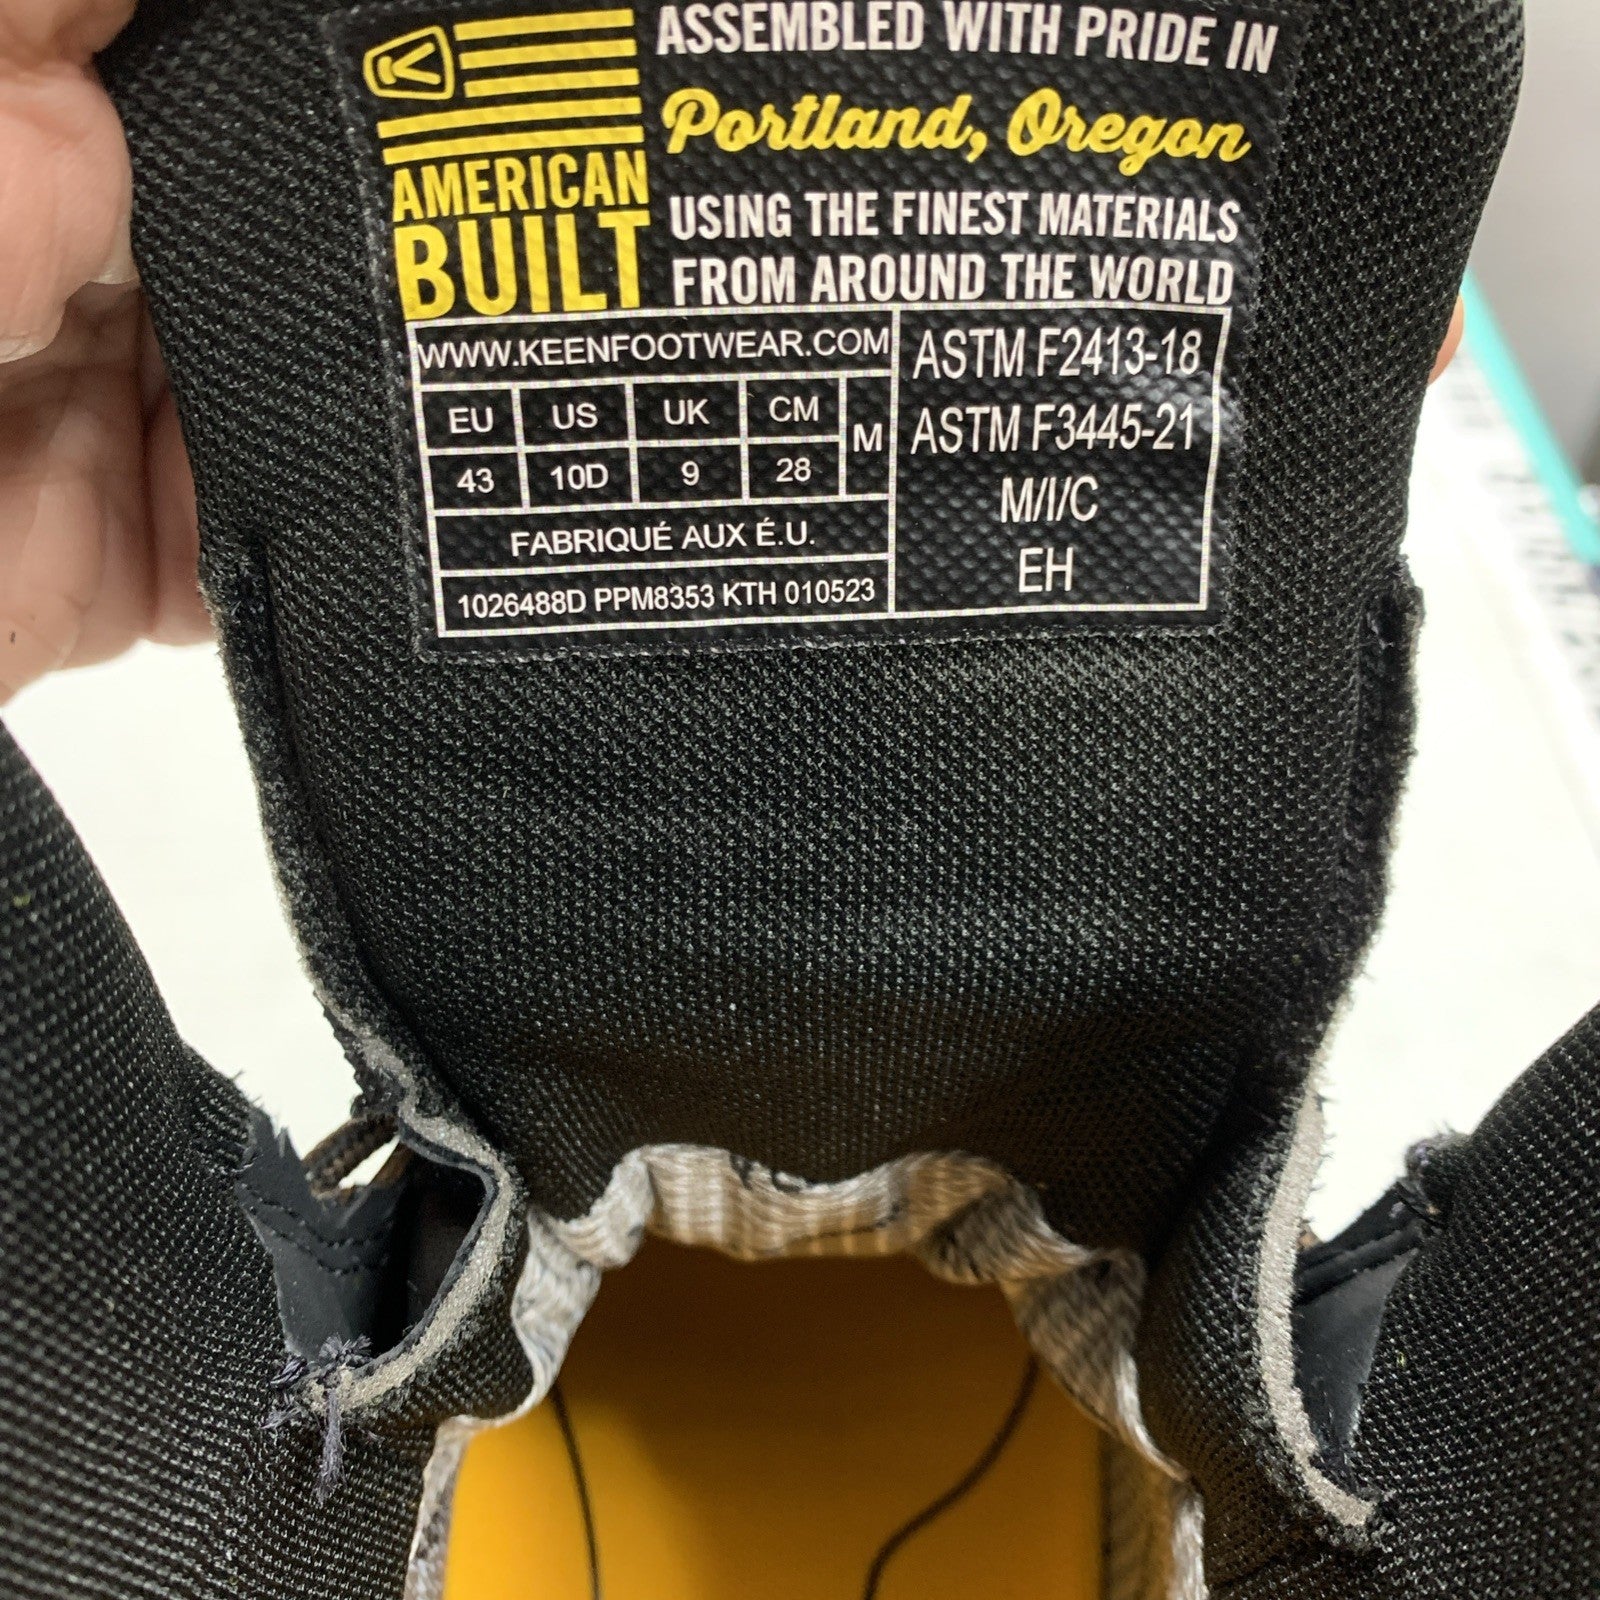 ASSEMBLED WITH PRIDE IN
Portland, Oregon
AMERICAN
BUILT
USING THE FINEST MATERIALS
FROM AROUND THE WORLD
WWW.KEENFOOTWEAR.COM
EU US UK CM M
43 10D 9 28
FABRIQUÉ AUX É.U.
1026488D PPM8353 KTH 010523
ASTM F2413-18
ASTM F3445-21
M/I/C
EH